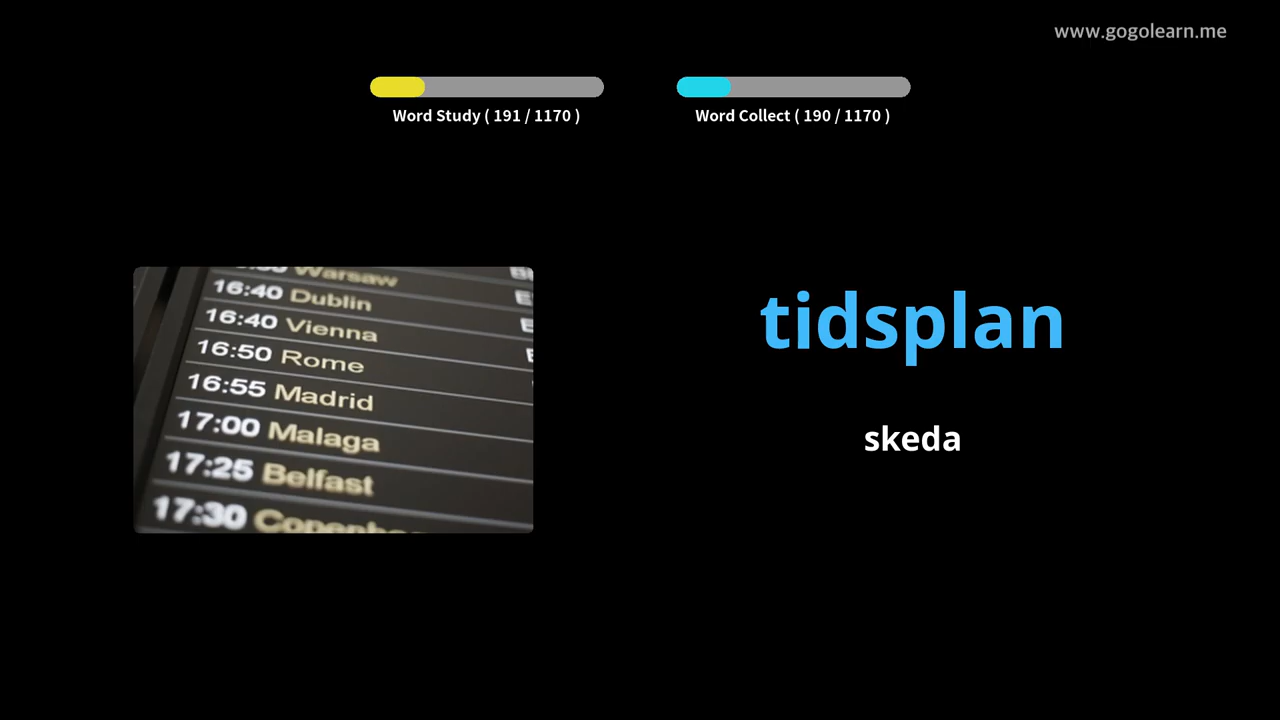 www.gogolearn.me
Word Study ( 191 / 1170 )
Word Collect ( 190 / 1170 )
Warsaw
16:40 Dublin
16:40 Vienna
16:50 Rome
16:55 Madrid
17:00 Malaga
17:25 Belfast
17:30
tidsplan
skeda